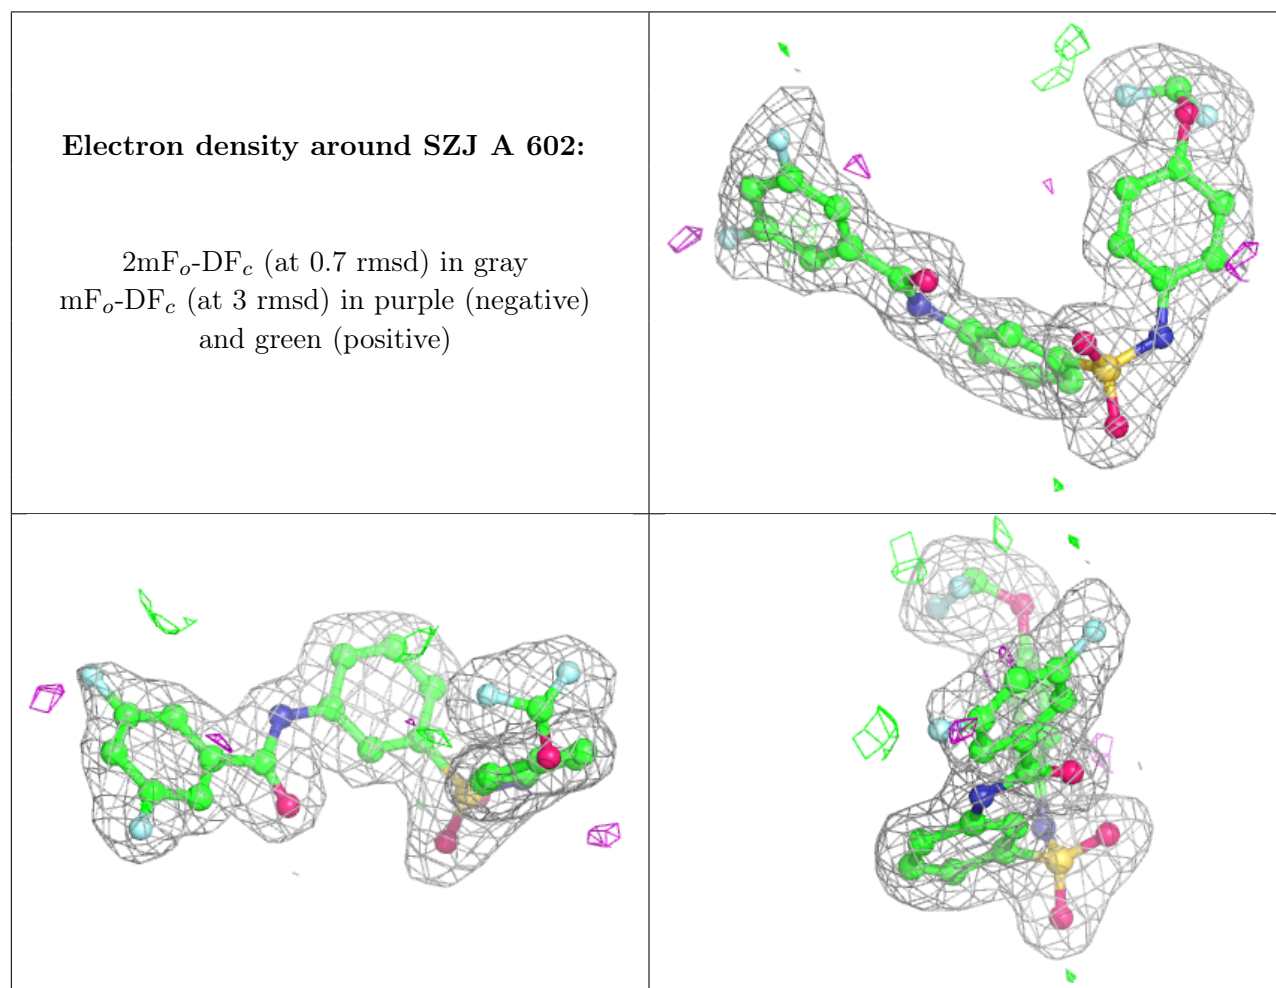 Electron density around SZJ A 602:
2mFo-DFc (at 0.7 rmsd) in gray
mFo-DFc (at 3 rmsd) in purple (negative)
and green (positive)